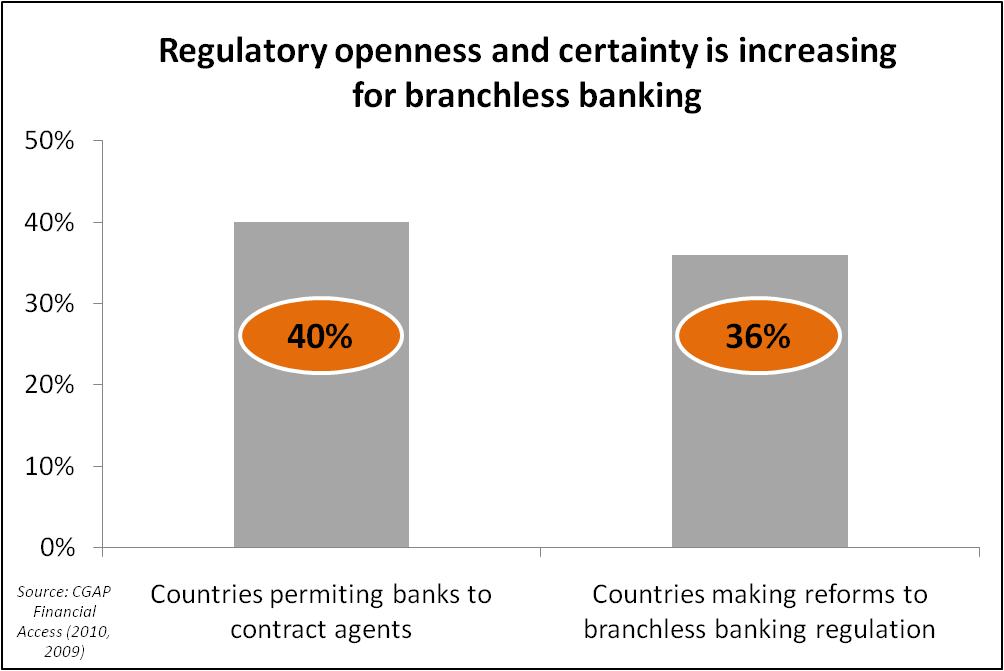 Regulatory openness and certainty is increasing
for branchless banking
50%
40%
30%
20%
10%
0%
40%
36%
Countries permiting banks to
contract agents
Countries making reforms to
branchless banking regulation
Source: CGAP
Financial
Access (2010,
2009)